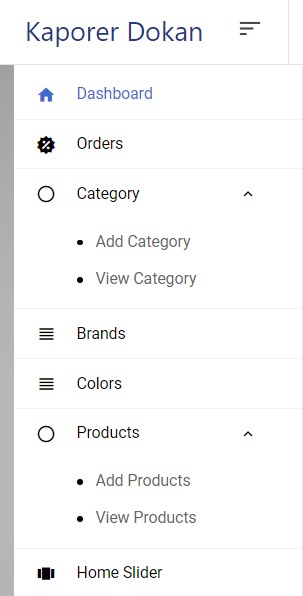 Kaporer Dokan
Dashboard
Orders
Category
Add Category
View Category
Brands
Colors
Products
Add Products
View Products
Home Slider